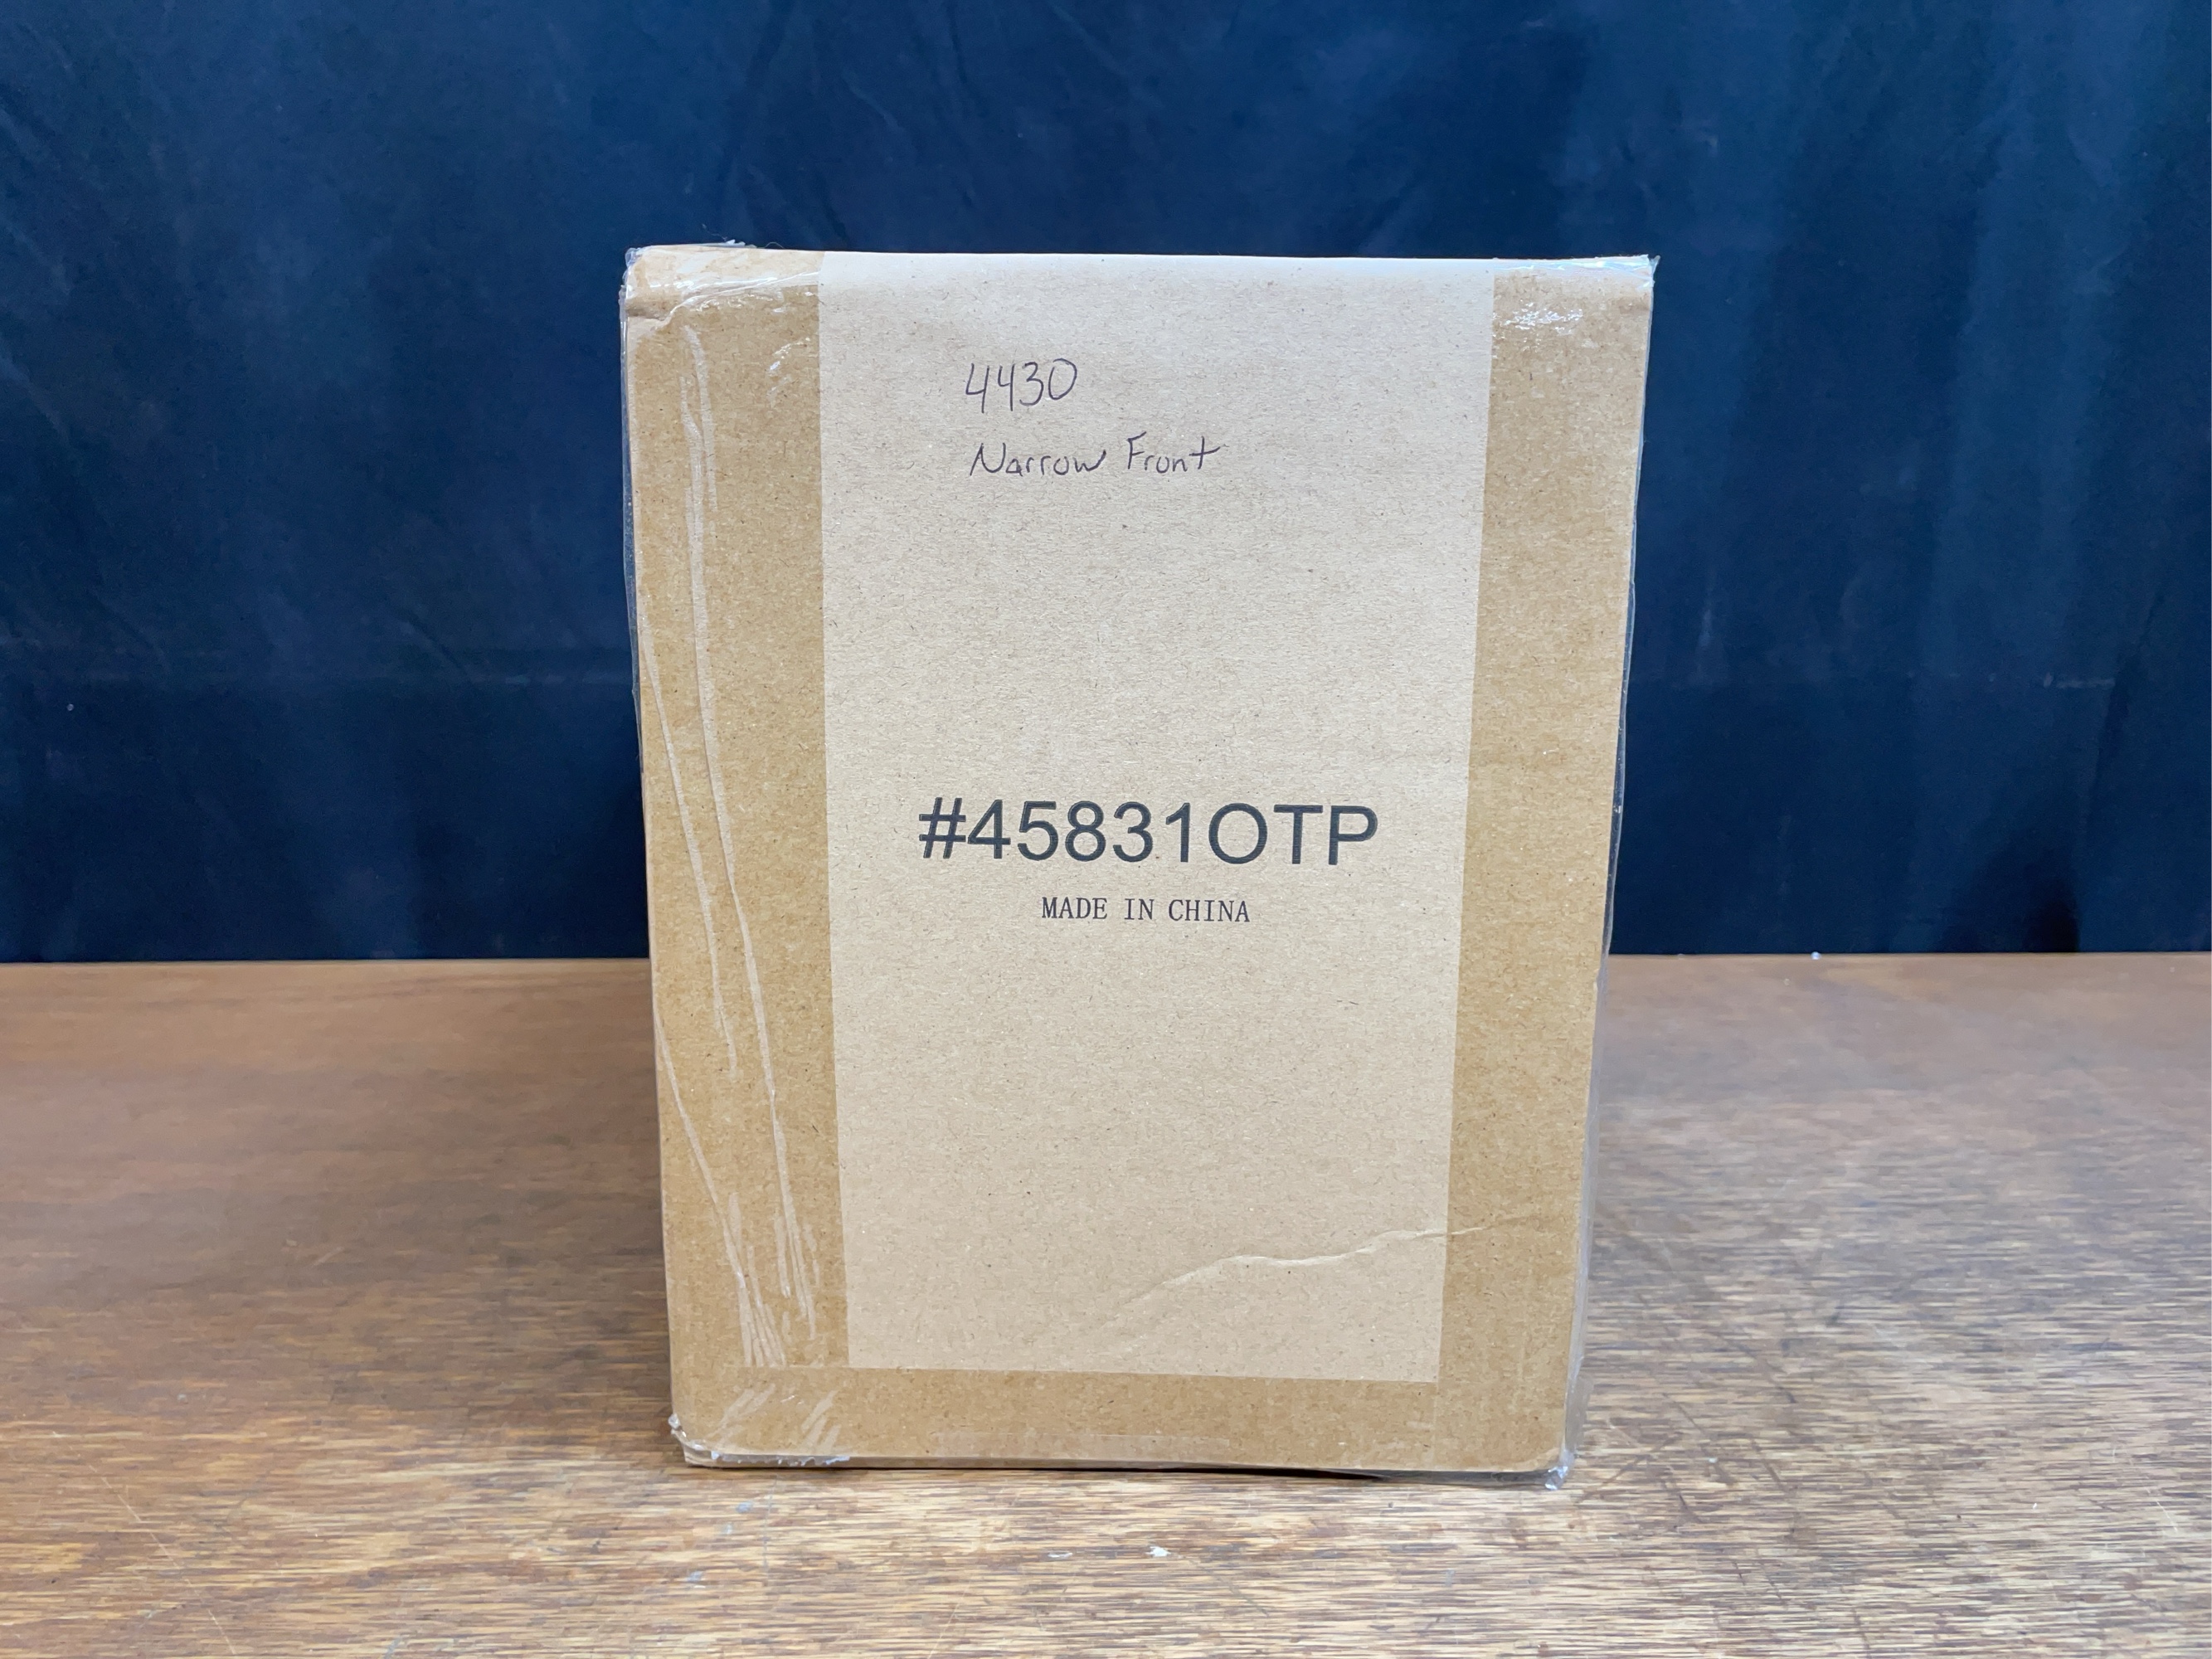 4430
Narrow Front
#45831OTP
MADE IN CHINA